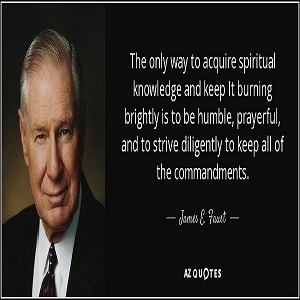 The only way to acquire spiritual
knowledge and keep It burning
brightly is to be humble, prayerful,
and to strive diligently to keep all of
the commandments.
— James E. Faust —
AZ QUOTES